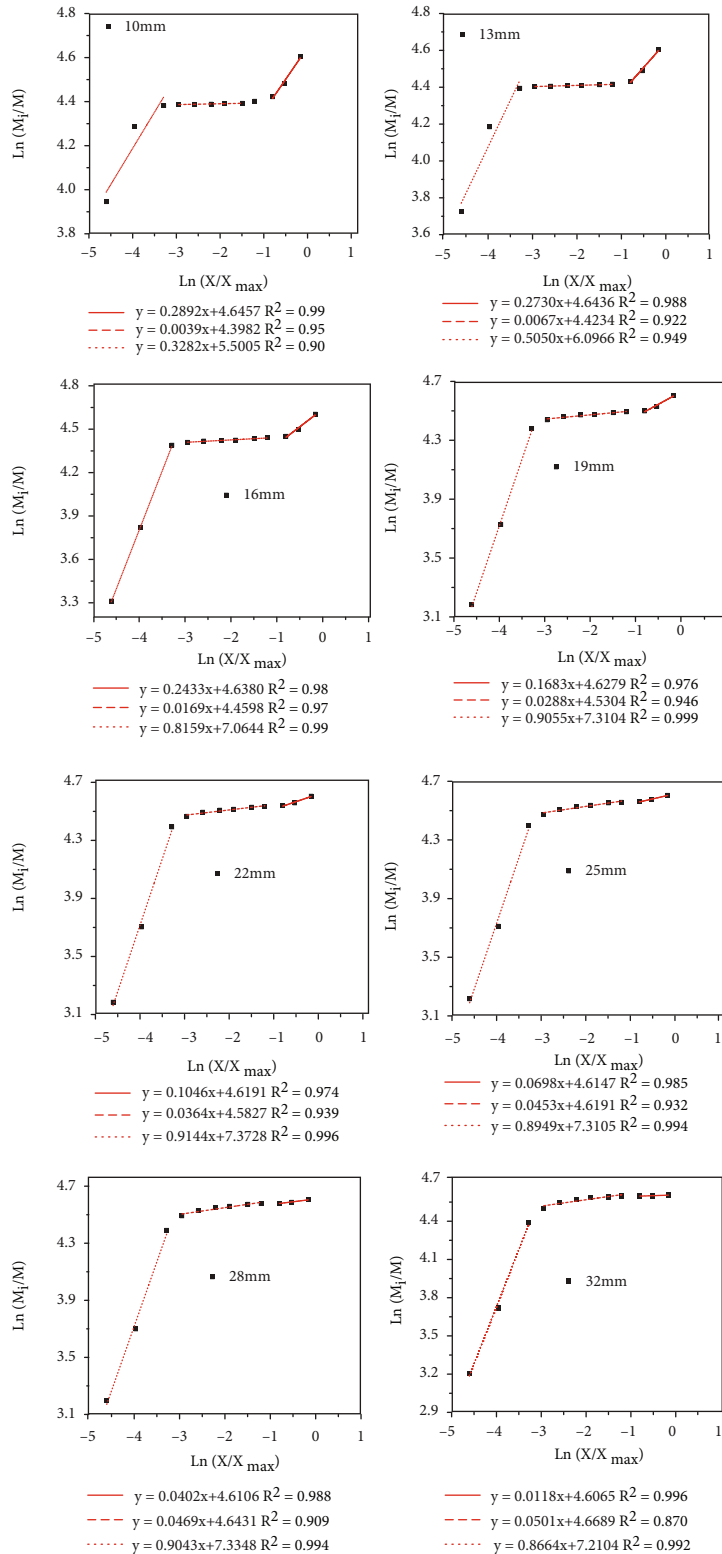 4.8
10mm
4.4
4.2
4.0
3.8
Ln (Mi/M)
–5 –4 –3 –2 –1 0 1
Ln (X/X max)
y = 0.2892x+4.6457 R2 = 0.99
y = 0.0039x+4.3982 R2 = 0.95
y = 0.3282x+5.5005 R2 = 0.90
4.8
13mm
4.6
4.4
4.2
4.0
3.8
3.6
Ln (Mi/M)
–5 –4 –3 –2 –1 0 1
Ln (X/X max)
y = 0.2730x+4.6436 R2 = 0.988
y = 0.0067x+4.4234 R2 = 0.922
y = 0.5050x+6.0966 R2 = 0.949
4.8
4.5
4.2
3.9
3.6
3.3
16mm
Ln (Mi/M)
–5 –4 –3 –2 –1 0 1
Ln (X/X max)
y = 0.2433x+4.6380 R2 = 0.98
y = 0.0169x+4.4598 R2 = 0.97
y = 0.8159x+7.0644 R2 = 0.99
4.7
4.3
3.9
3.5
3.1
19mm
Ln (Mi/M)
–5 –4 –3 –2 –1 0
Ln (X/X max)
y = 0.1683x+4.6279 R2 = 0.976
y = 0.0288x+4.5304 R2 = 0.946
y = 0.9055x+7.3104 R2 = 0.999
4.7
4.3
3.9
3.5
3.1
22mm
Ln (Mi/M)
–5 –4 –3 –2 –1 0 1
Ln (X/X max)
y = 0.1046x+4.6191 R2 = 0.974
y = 0.0364x+4.5827 R2 = 0.939
y = 0.9144x+7.3728 R2 = 0.996
4.7
4.3
3.9
3.5
3.1
25mm
Ln (Mi/M)
–5 –4 –3 –2 –1 0 1
Ln (X/X max)
y = 0.0698x+4.6147 R2 = 0.985
y = 0.0453x+4.6191 R2 = 0.932
y = 0.8949x+7.3105 R2 = 0.994
4.7
4.3
3.9
3.5
3.1
28mm
Ln (Mi/M)
–5 –4 –3 –2 –1 0 1
Ln (X/X max)
y = 0.0402x+4.6106 R2 = 0.988
y = 0.0469x+4.6431 R2 = 0.909
y = 0.9043x+7.3348 R2 = 0.994
4.7
4.4
4.1
3.8
3.5
3.2
2.9
32mm
Ln (Mi/M)
–5 –4 –3 –2 –1 0 1
Ln (X/X max)
y = 0.0118x+4.6065 R2 = 0.996
y = 0.0501x+4.6689 R2 = 0.870
y = 0.8664x+7.2104 R2 = 0.992